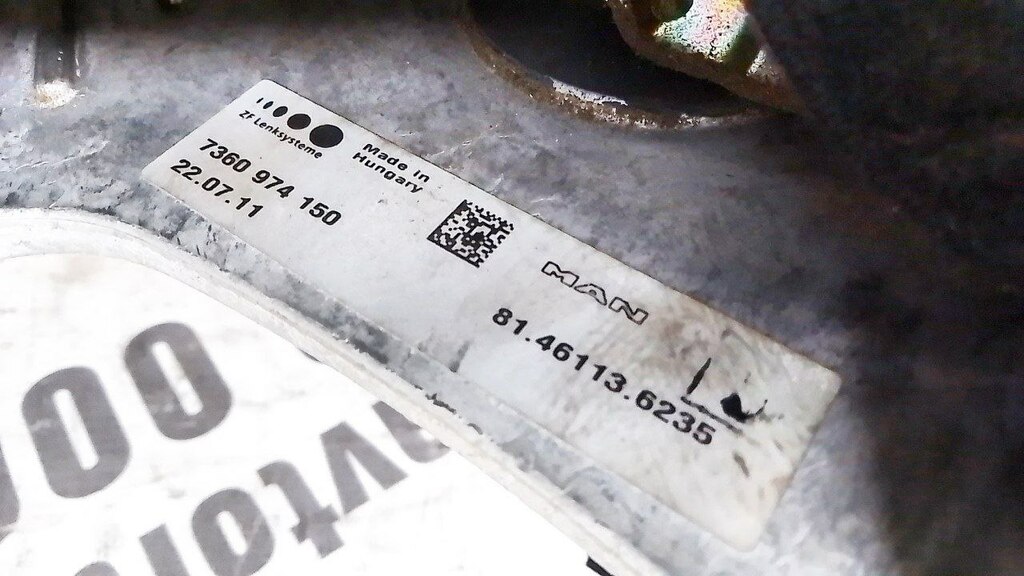 ZF Lenksysteme
Made in
Hungary
7360 974 150
22.07.11
MAN
81.46113.6235